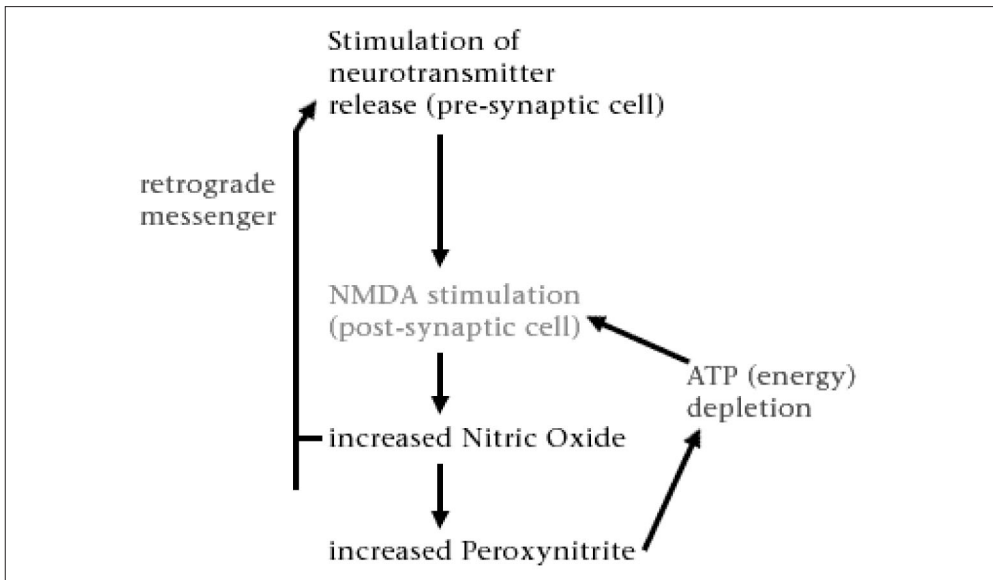 Stimulation of
neurotransmitter
release (pre-synaptic cell)
retrograde
messenger
NMDA stimulation
(post-synaptic cell)
ATP (energy)
depletion
increased Nitric Oxide
increased Peroxynitrite